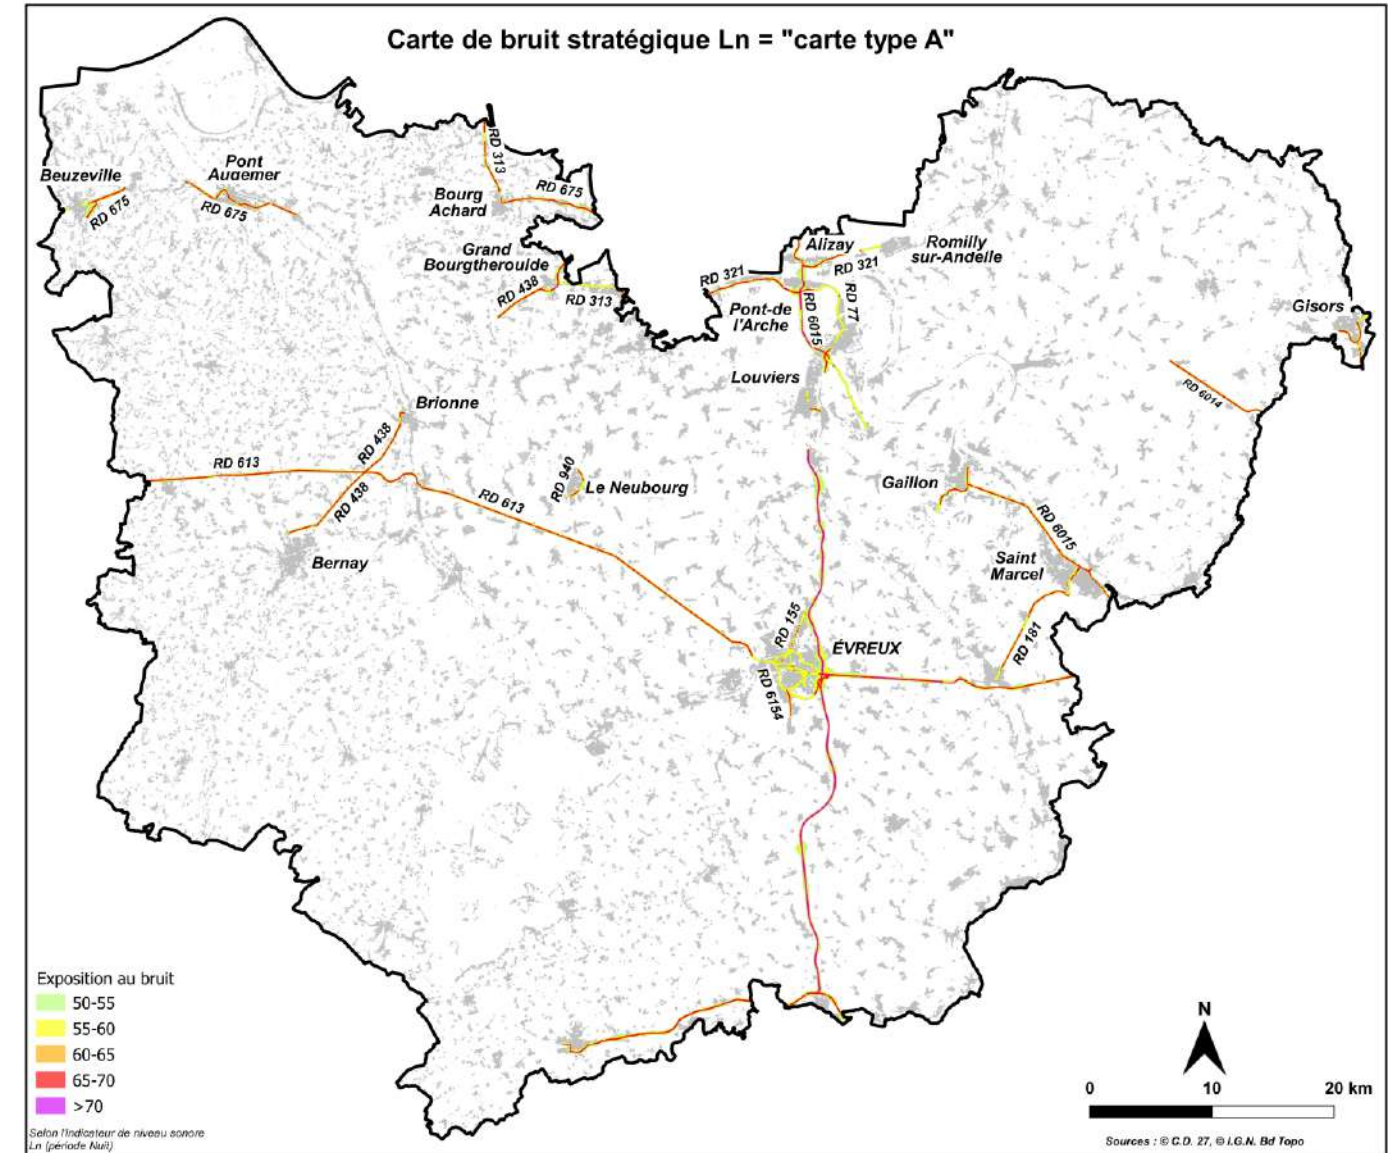 Carte de bruit stratégique Ln = "carte type A"
Beuzeville
RD 675
Pont
Audemer
RD 675
RD 313
Bourg
Achard
RD 675
Grand
Bourgtheroulde
RD 438
RD 313
Alizay
RD 321
Romilly
sur-Andelle
RD 321
RD 77
Pont-de
l'Arche
RD 6015
Gisors
RD 6014
Louviers
Brionne
RD 438
RD 613
RD 438
Bernay
RD 613
RD 940
Le Neubourg
Gaillon
RD 6015
Saint
Marcel
RD 181
RD 155
ÉVREUX
RD 6154
Exposition au bruit
50-55
55-60
60-65
65-70
>70
Selon l'indicateur de niveau sonore
Ln (période Nuit)
N
0 10 20 km
Sources : © C.D. 27, © I.G.N. Bd Topo